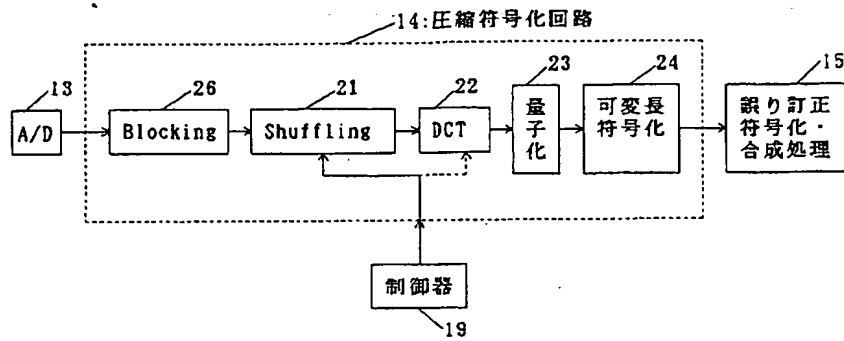 14:圧縮符号化回路
13
26
21
22
23
24
15
A/D
Blocking
Shuffling
DCT
量
子
化
可変長
符号化
誤り訂正
符号化・
合成処理
制御器
19